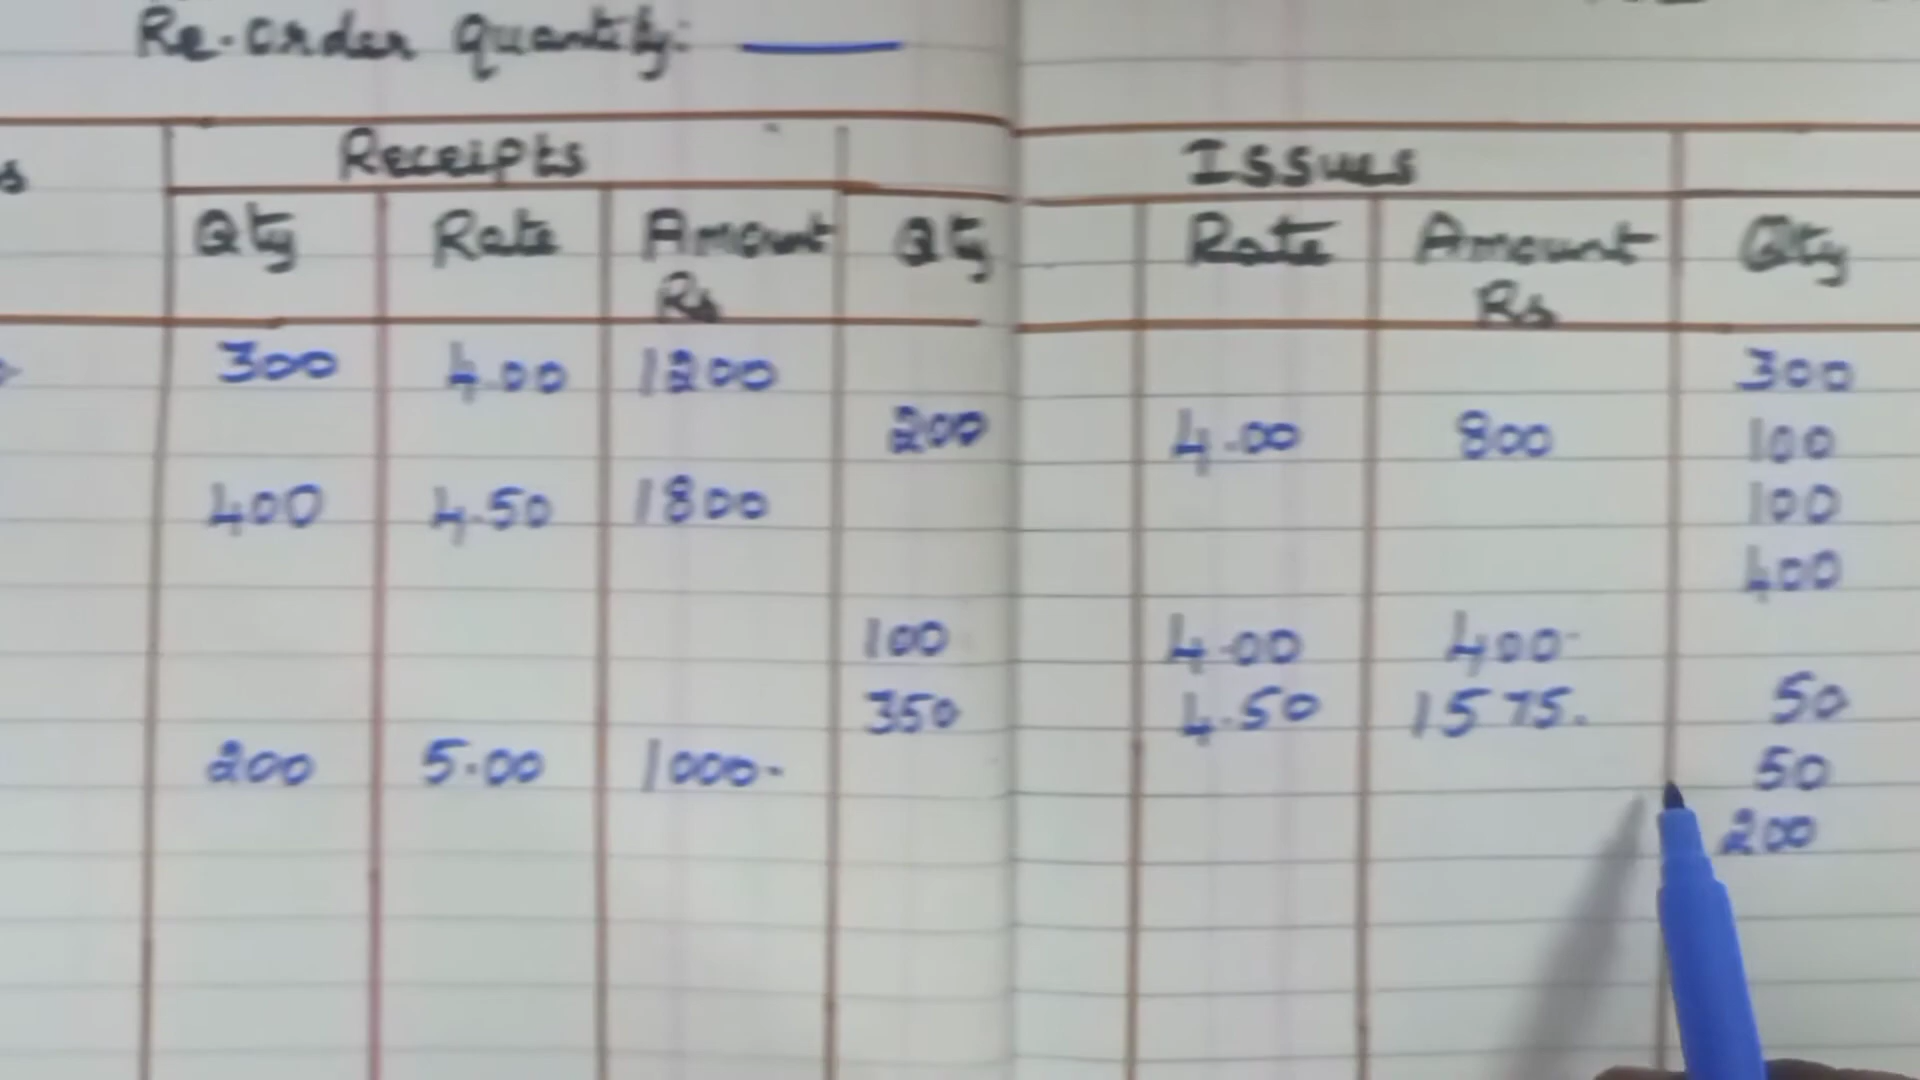 Re-order Quantity:
Receipts Issues
Qty Rate Amount Rs Qty Rate Amount Rs Qty
300 4.00 1200 300
200 4.00 800 100
400 4.50 1800 100
400
100 4.00 400
350 4.50 1575. 50
200 5.00 1000- 50
200